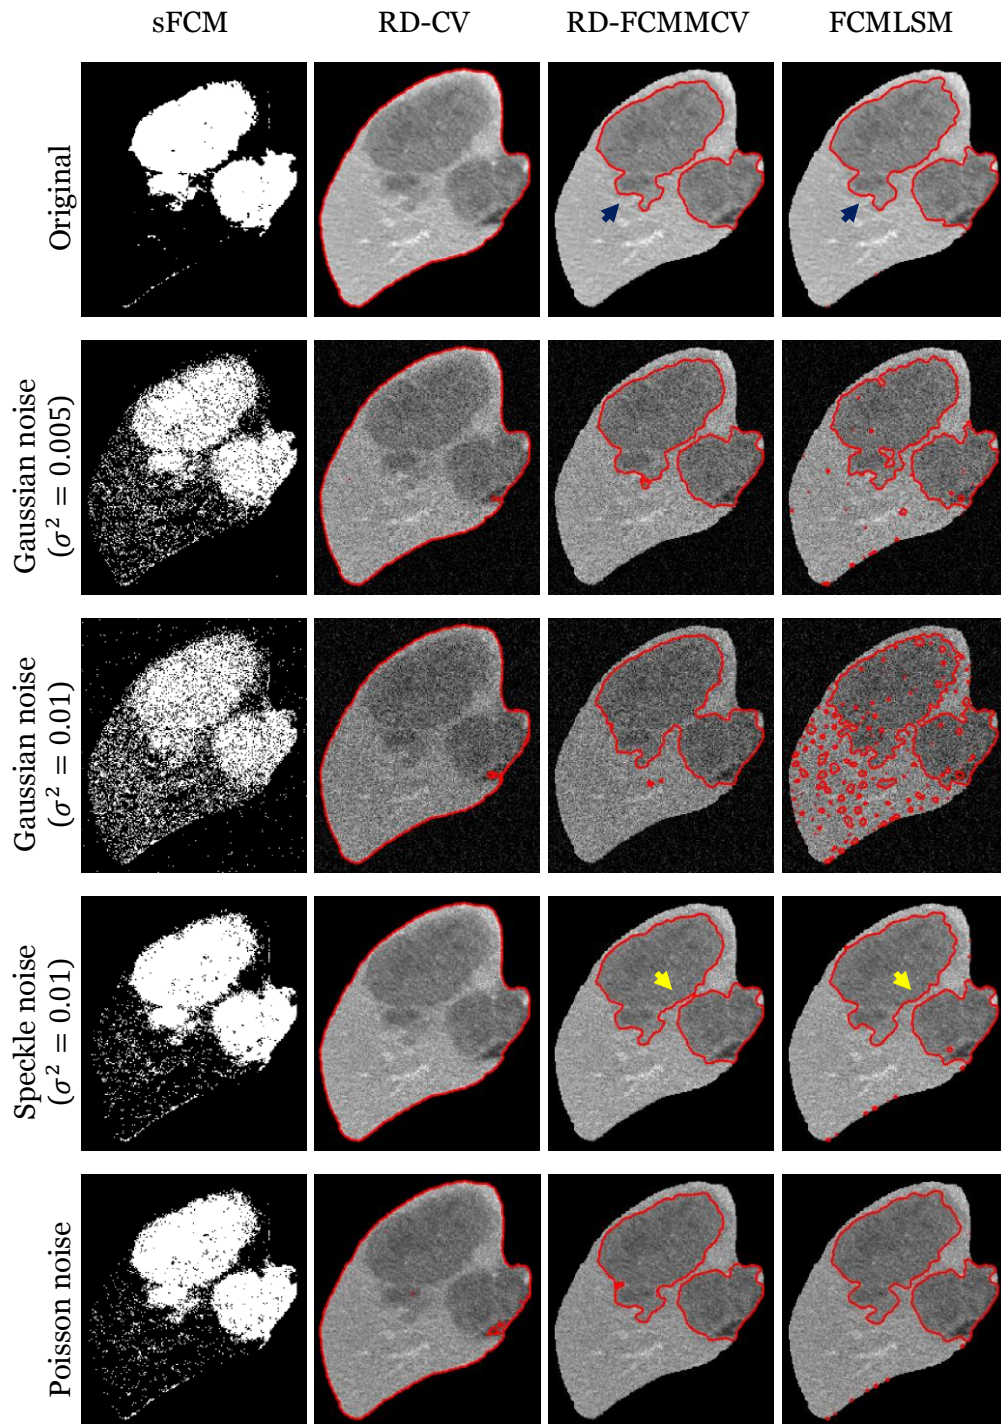 sFCM RD-CV RD-FCMMCV FCMLSM
Original
Gaussian noise
(σ² = 0.005)
Gaussian noise
(σ² = 0.01)
Speckle noise
(σ² = 0.01)
Poisson noise